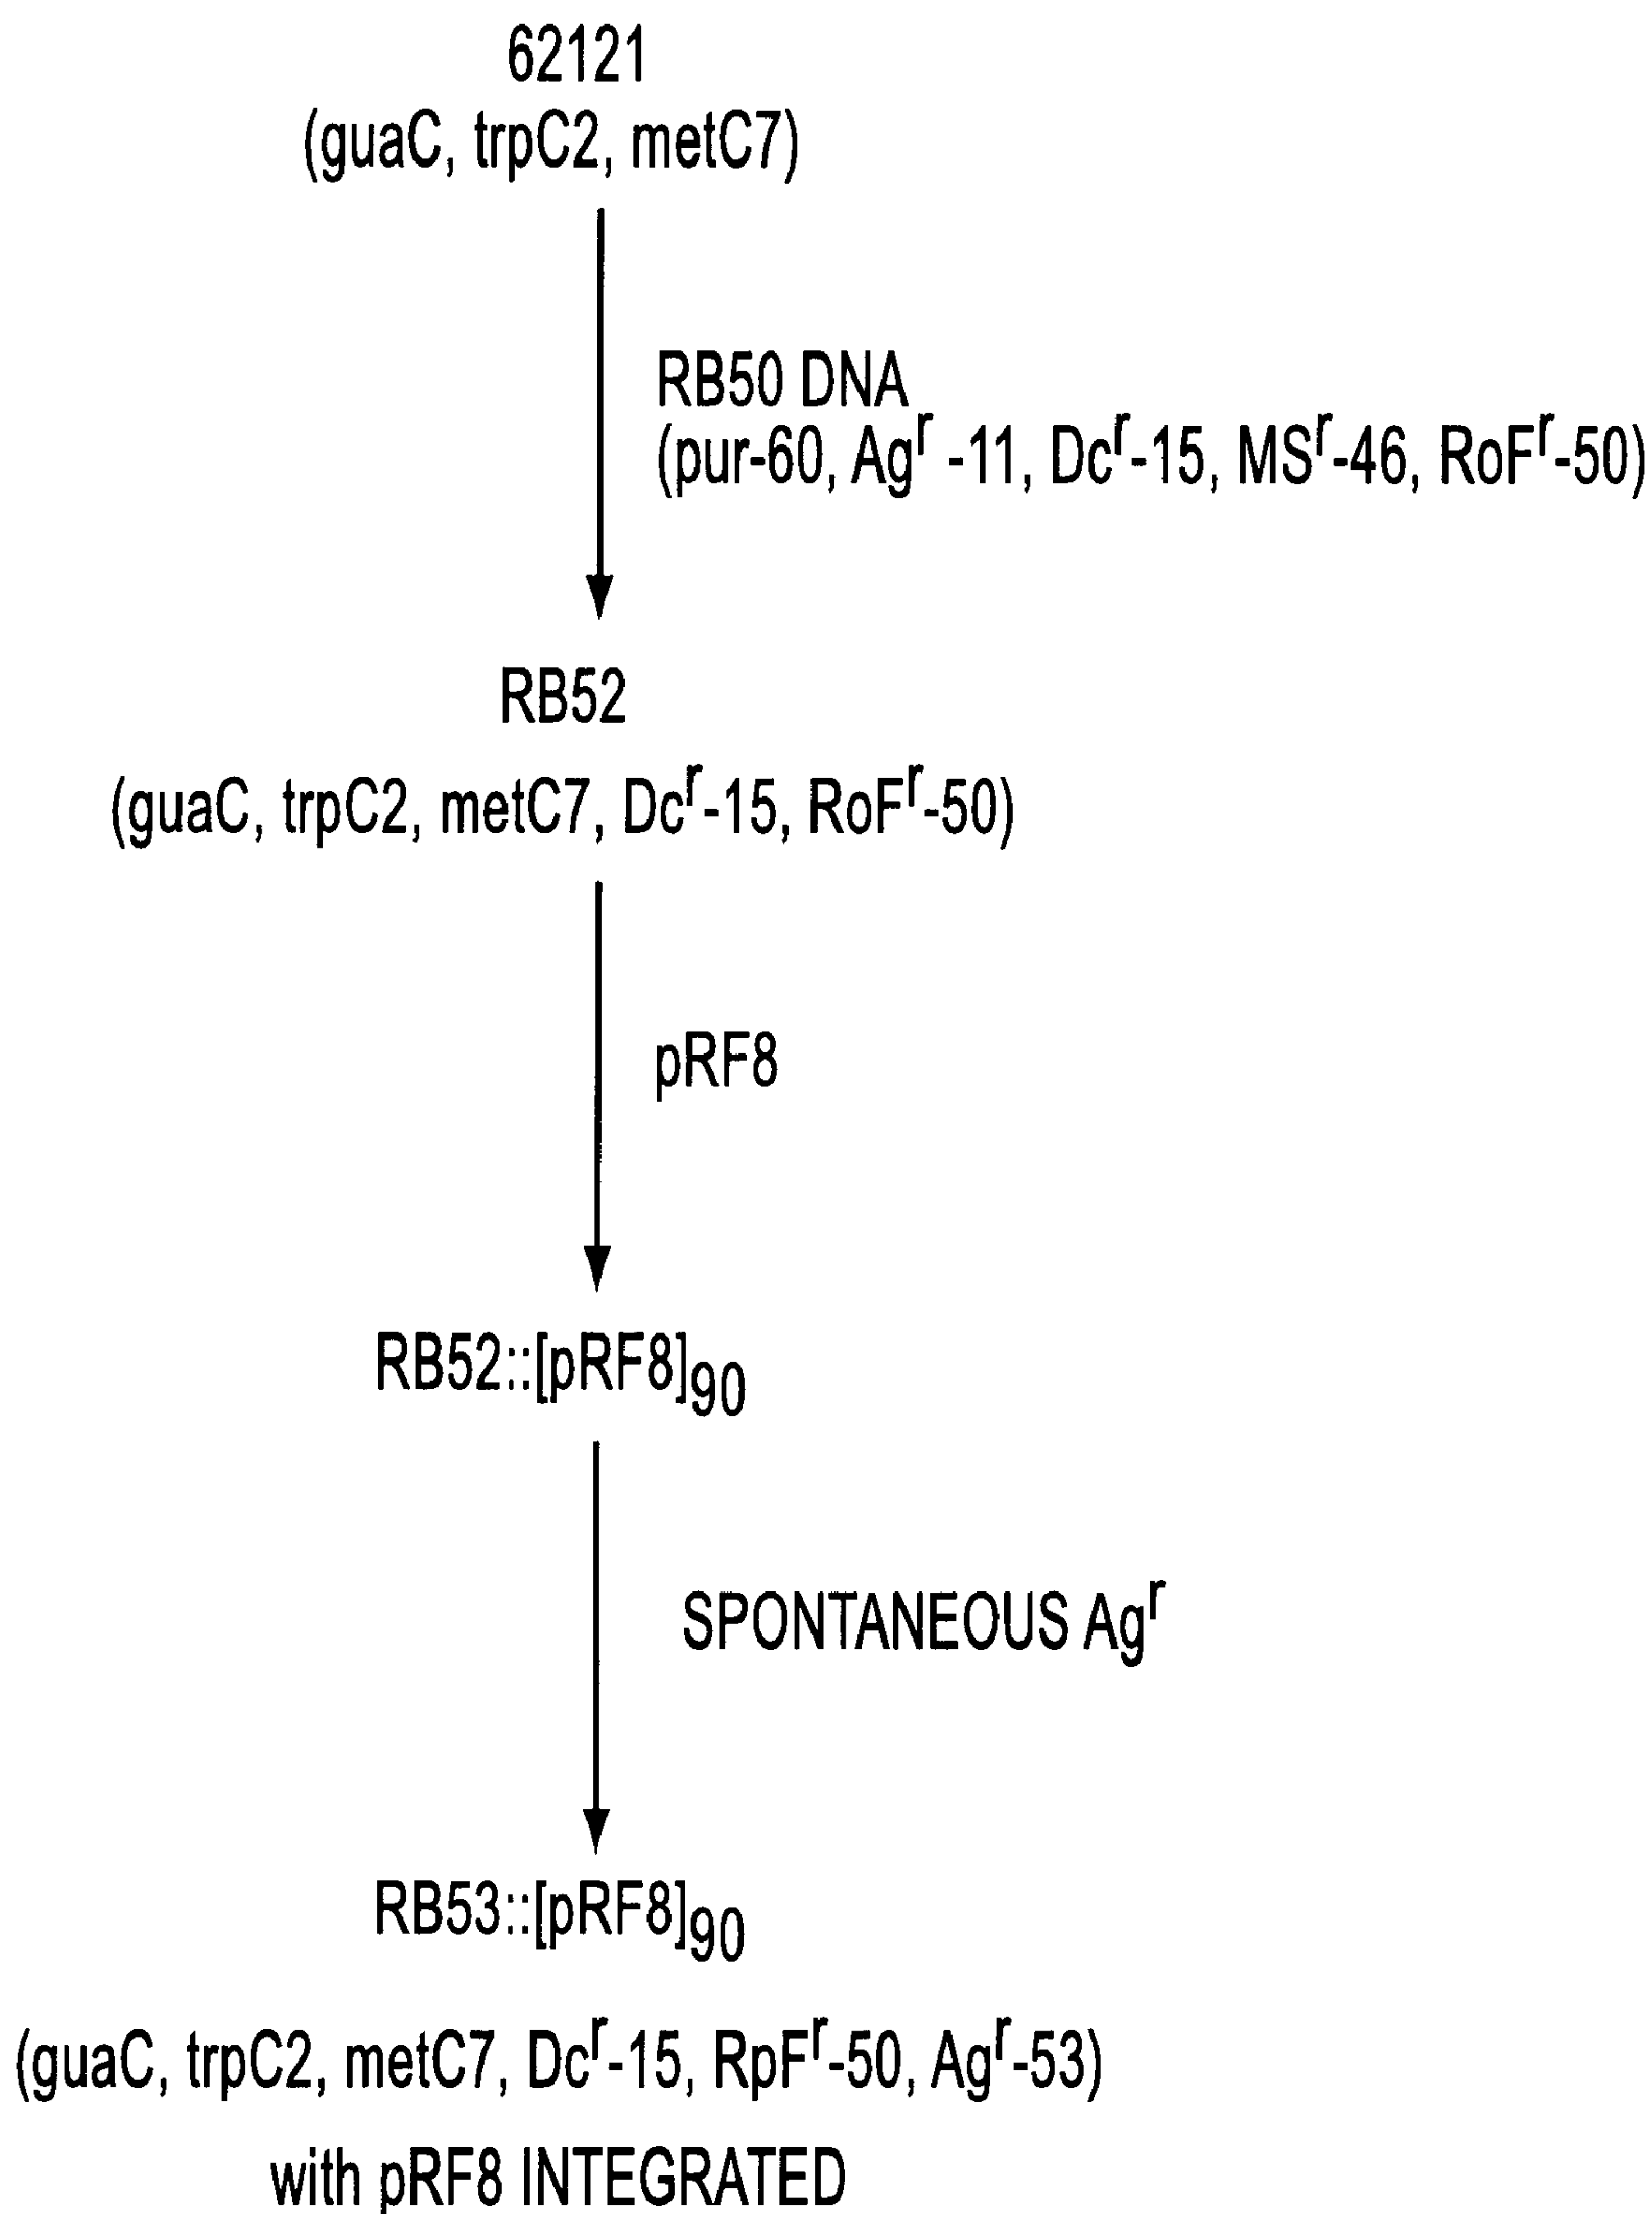 62121
(guaC, trpC2, metC7)
RB50 DNA
(pur-60, Agʳ -11, Dcʳ-15, MSʳ-46, RoFʳ-50)
RB52
(guaC, trpC2, metC7, Dcʳ-15, RoFʳ-50)
pRF8
RB52::[pRF8]₉₀
SPONTANEOUS Agʳ
RB53::[pRF8]₉₀
(guaC, trpC2, metC7, Dcʳ-15, RpFʳ-50, Agʳ-53)
with pRF8 INTEGRATED